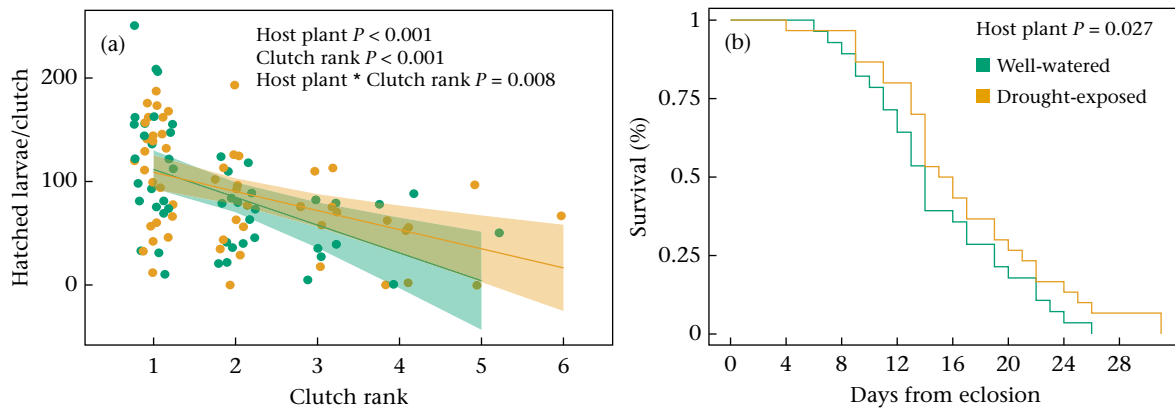 (a)
Host plant P < 0.001
Clutch rank P < 0.001
Host plant * Clutch rank P = 0.008
Hatched larvae/clutch
200
100
0
1 2 3 4 5 6
Clutch rank
(b)
Host plant P = 0.027
Well-watered
Drought-exposed
Survival (%)
1
0.75
0.5
0.25
0
0 4 8 12 16 20 24 28
Days from eclosion